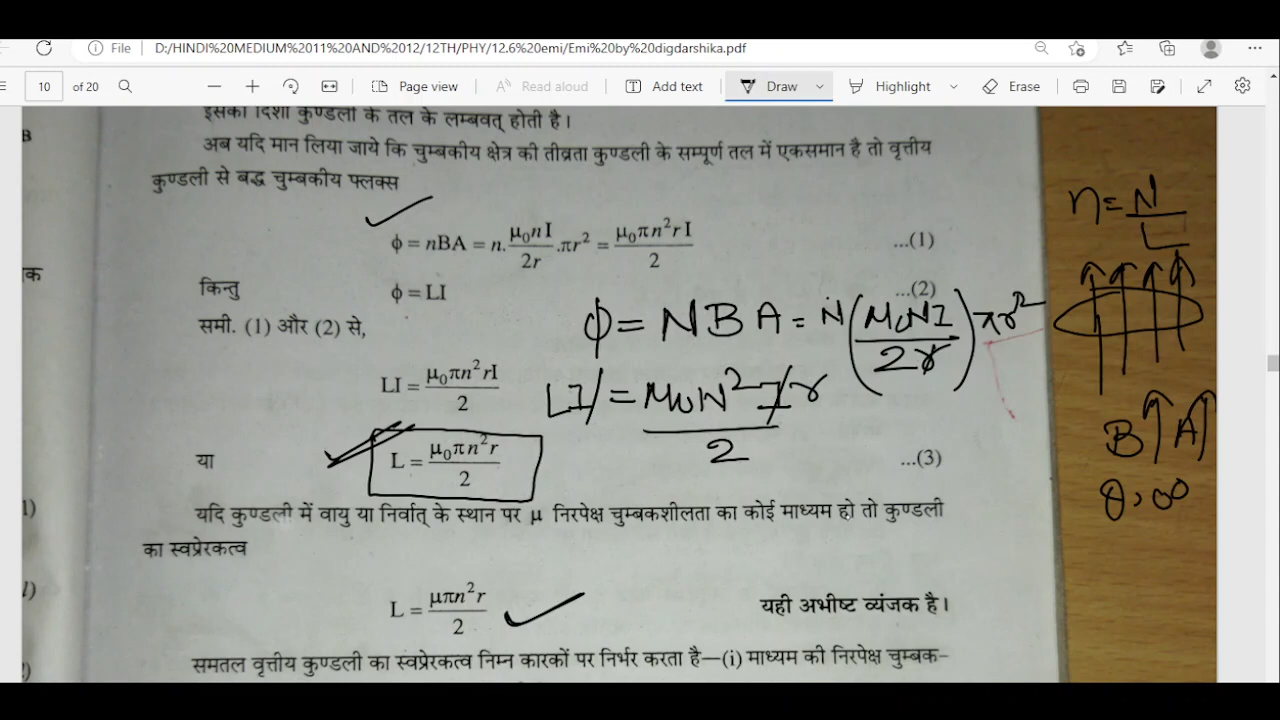 File D:/HINDI%20MEDIUM%2011%20AND%2012/12TH/PHY/12.6%20emi/Emi%20by%20digdarshika.pdf
10 of 20 Page view Read aloud Add text Draw Highlight Erase
B
इसकी दिशा कुण्डली के तल के लम्बवत् होती है।
अब यदि मान लिया जाये कि चुम्बकीय क्षेत्र की तीव्रता कुण्डली के सम्पूर्ण तल में एकसमान है तो वृत्तीय
कुण्डली से बद्ध चुम्बकीय फ्लक्स
n = N/L
ϕ = nBA = n. μ₀nI/2r .πr² = μ₀πn²rI/2 ...(1)
क
किन्तु ϕ = LI ...(2)
समी. (1) और (2) से,
ϕ = NBA = N(μ₀NI/2r)πr²
LI = μ₀πn²rI/2
LI = μ₀N²Ir/2
B A
या L = μ₀πn²r/2 ...(3)
यदि कुण्डली में वायु या निर्वात् के स्थान पर μ निरपेक्ष चुम्बकशीलता का कोई माध्यम हो तो कुण्डली
का स्वप्रेरकत्व
L = μπn²r/2 यही अभीष्ट व्यंजक है।
समतल वृत्तीय कुण्डली का स्वप्रेरकत्व निम्न कारकों पर निर्भर करता है—(i) माध्यम की निरपेक्ष चुम्बक-